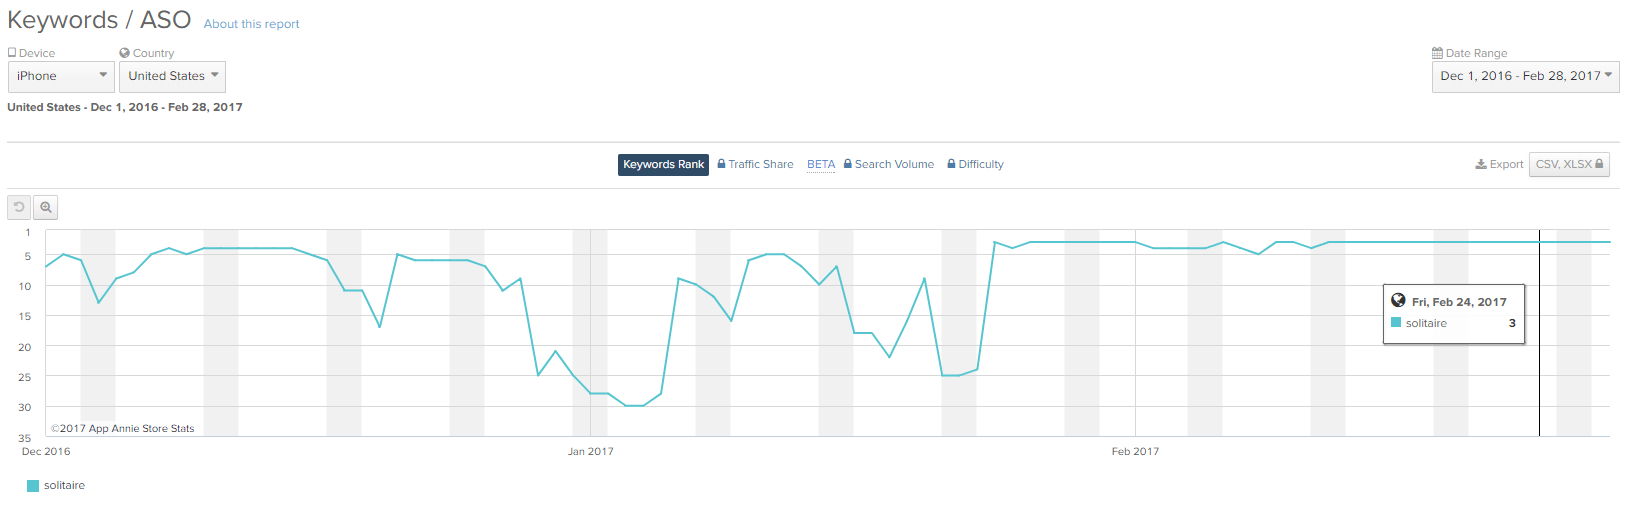 Keywords / ASO About this report
Device Country Date Range
iPhone United States Dec 1, 2016 - Feb 28, 2017
United States - Dec 1, 2016 - Feb 28, 2017
Keywords Rank Traffic Share BETA Search Volume Difficulty Export CSV, XLSX
1
5
10
15
20
25
30
35
Fri, Feb 24, 2017
solitaire 3
©2017 App Annie Store Stats
Dec 2016 Jan 2017 Feb 2017
solitaire